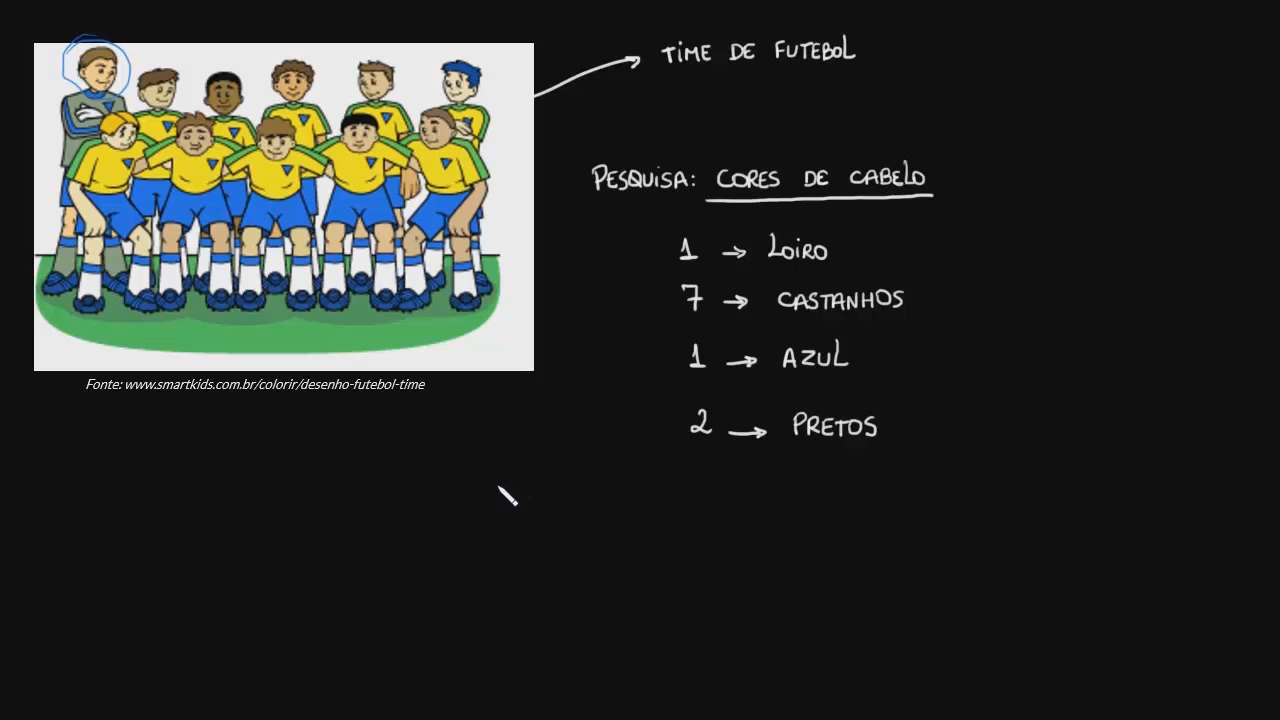 TIME DE FUTEBOL
PESQUISA: CORES DE CABELO
1 → LOIRO
7 → CASTANHOS
1 → AZUL
2 → PRETOS
Fonte: www.smartkids.com.br/colorir/desenho-futebol-time